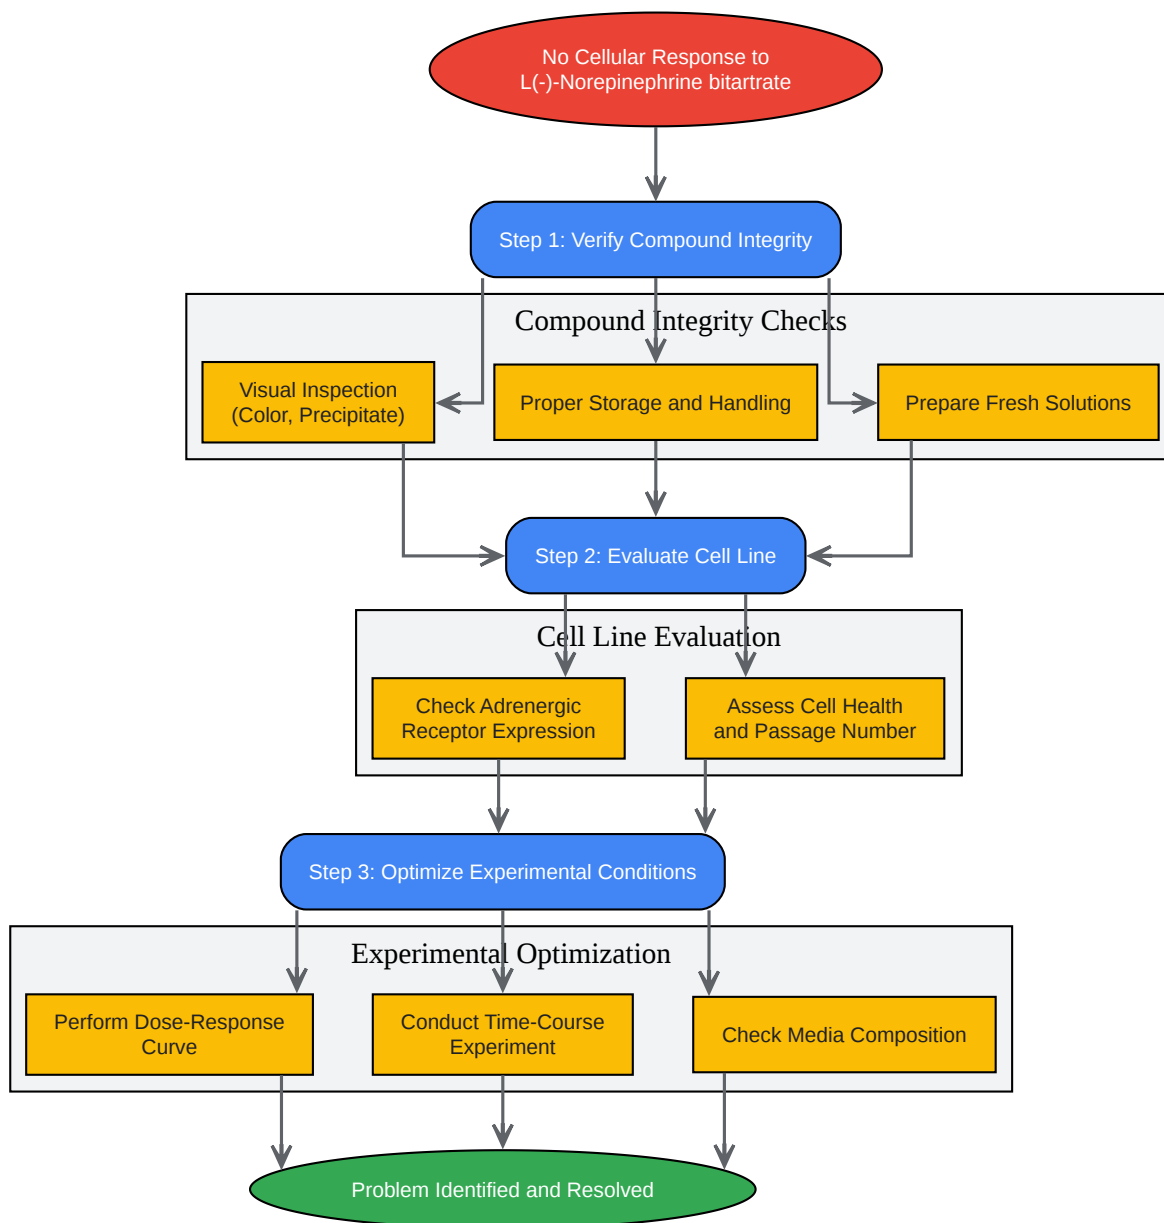 No Cellular Response to
L(-)-Norepinephrine bitartrate
Step 1: Verify Compound Integrity
Compound Integrity Checks
Visual Inspection
(Color, Precipitate)
Proper Storage and Handling
Prepare Fresh Solutions
Step 2: Evaluate Cell Line
Cell Line Evaluation
Check Adrenergic
Receptor Expression
Assess Cell Health
and Passage Number
Step 3: Optimize Experimental Conditions
Experimental Optimization
Perform Dose-Response
Curve
Conduct Time-Course
Experiment
Check Media Composition
Problem Identified and Resolved